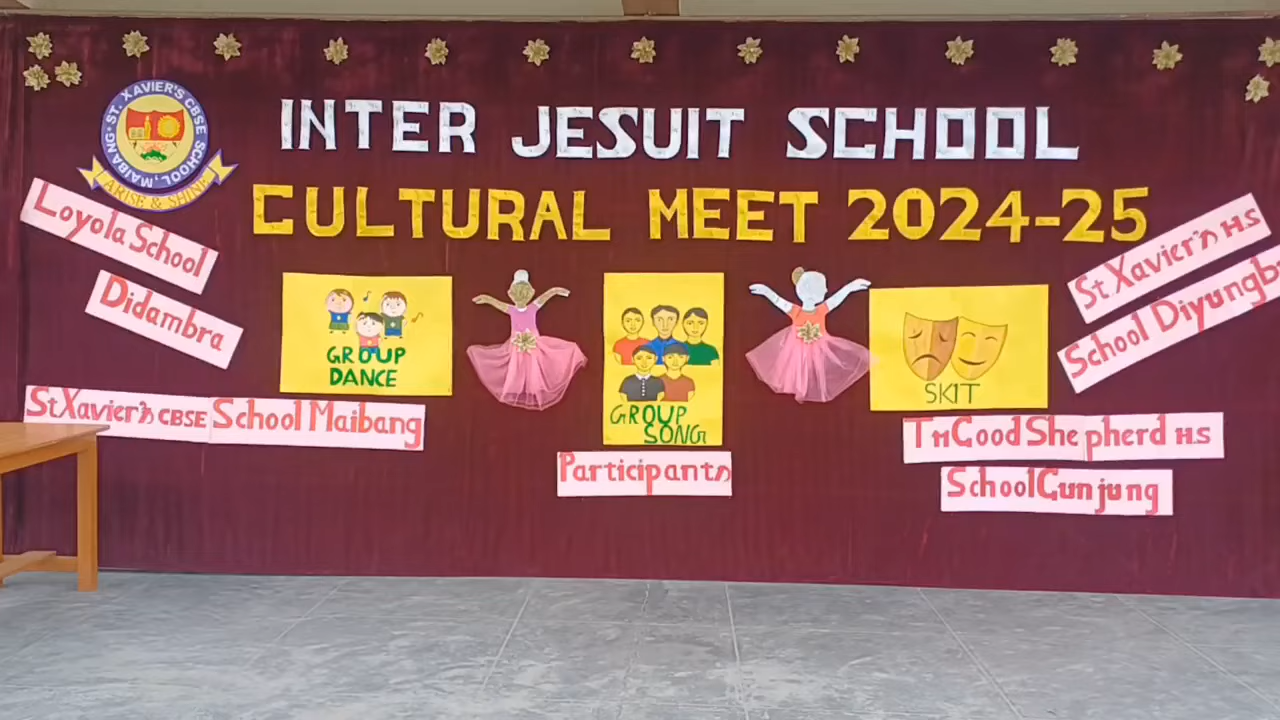 ST. XAVIER'S CBSE SCHOOL, MAIBANG
ARISE & SHINE
INTER JESUIT SCHOOL
CULTURAL MEET 2024-25
Loyola School
Didambra
St Xavier's CBSE School Maibang
GROUP
DANCE
GROUP
SONG
Participants
SKIT
St Xavier's H.S
School Diyungbra
The Good Shepherd H.S
School Gunjung